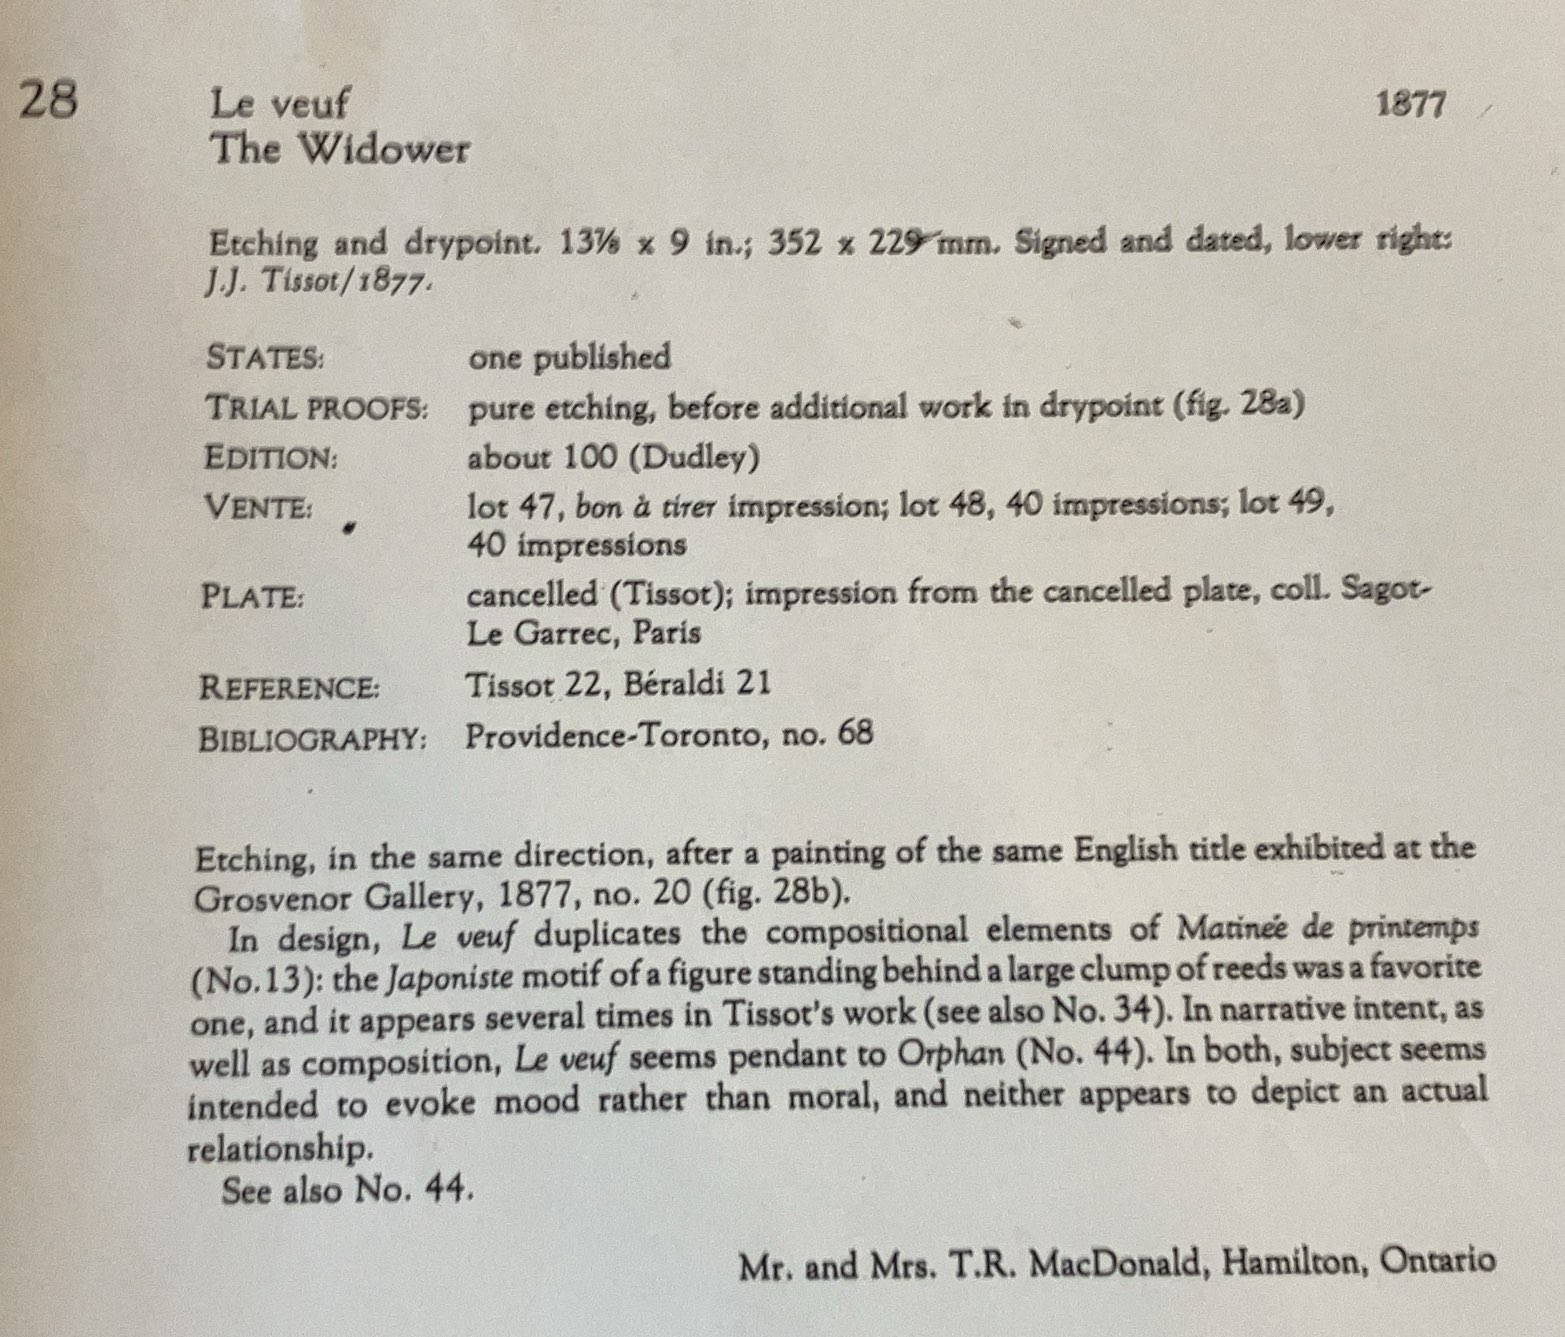 28 Le veuf 1877
The Widower
Etching and drypoint. 13⅞ x 9 in.; 352 x 229 mm. Signed and dated, lower right:
J.J. Tissot/1877.
STATES: one published
TRIAL PROOFS: pure etching, before additional work in drypoint (fig. 28a)
EDITION: about 100 (Dudley)
VENTE: lot 47, bon à tirer impression; lot 48, 40 impressions; lot 49,
40 impressions
PLATE: cancelled (Tissot); impression from the cancelled plate, coll. Sagot-
Le Garrec, Paris
REFERENCE: Tissot 22, Béraldi 21
BIBLIOGRAPHY: Providence-Toronto, no. 68
Etching, in the same direction, after a painting of the same English title exhibited at the
Grosvenor Gallery, 1877, no. 20 (fig. 28b).
In design, Le veuf duplicates the compositional elements of Matinée de printemps
(No.13): the Japoniste motif of a figure standing behind a large clump of reeds was a favorite
one, and it appears several times in Tissot's work (see also No. 34). In narrative intent, as
well as composition, Le veuf seems pendant to Orphan (No. 44). In both, subject seems
intended to evoke mood rather than moral, and neither appears to depict an actual
relationship.
See also No. 44.
Mr. and Mrs. T.R. MacDonald, Hamilton, Ontario